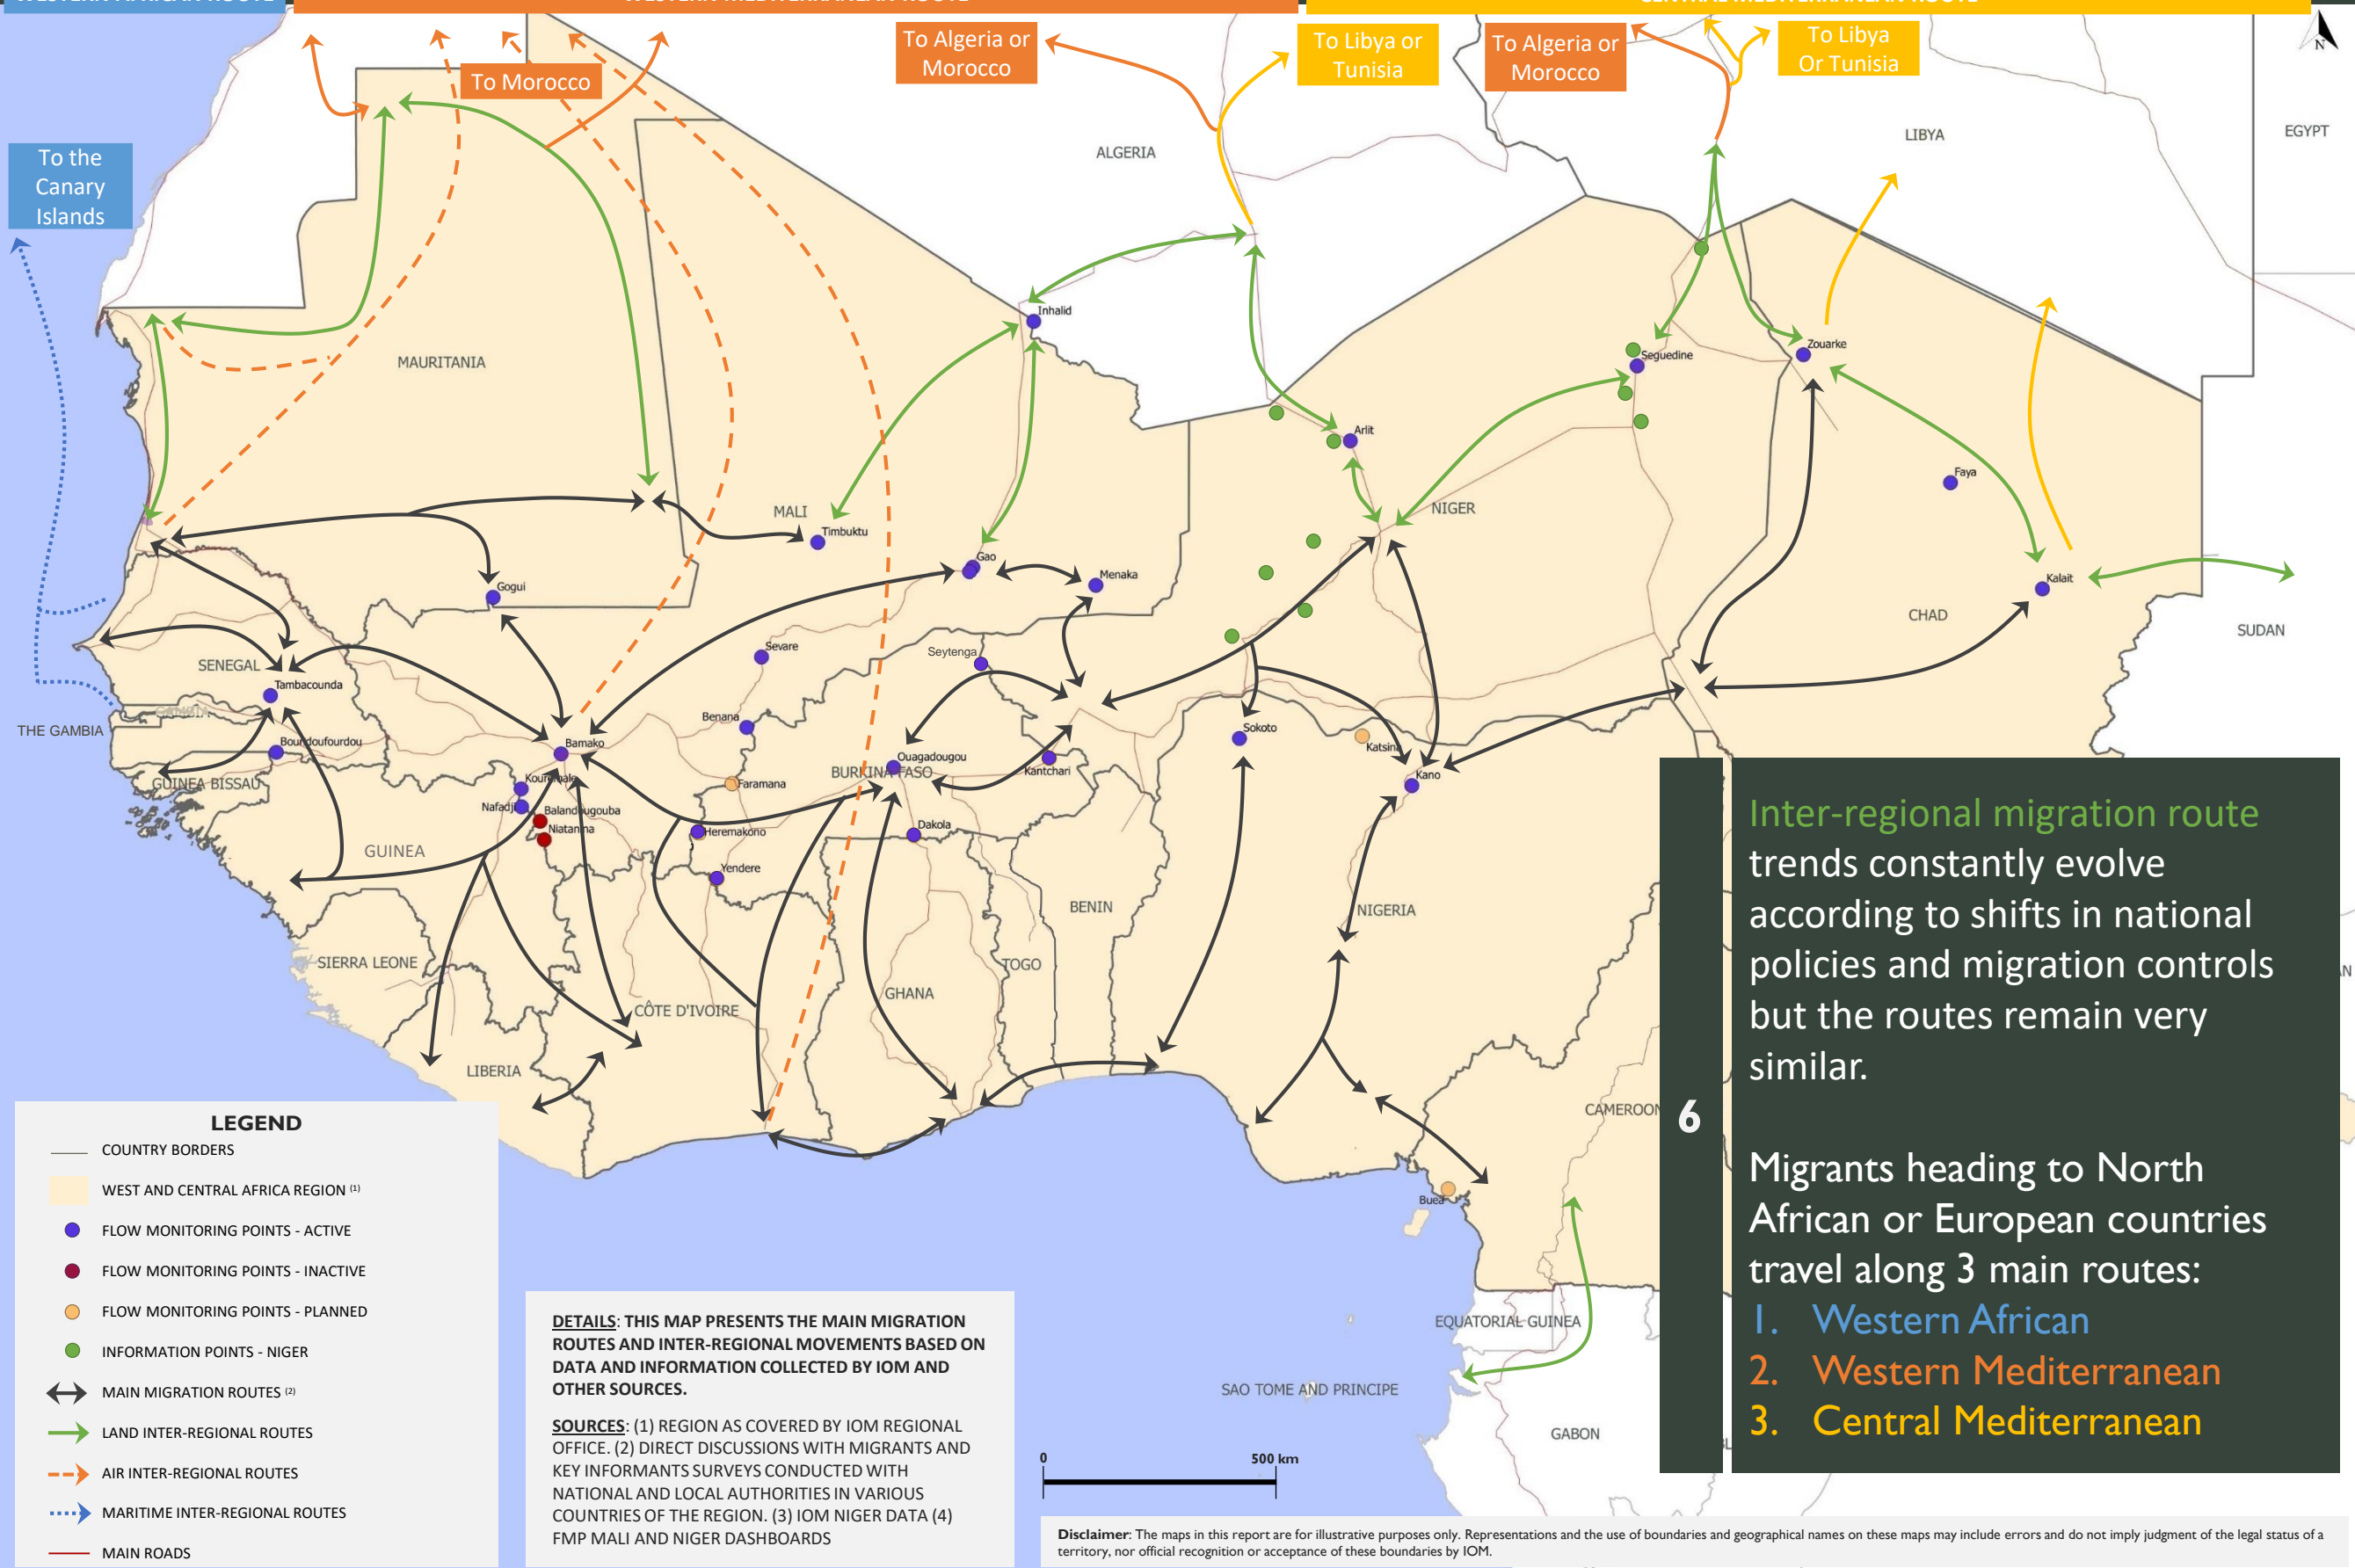 WESTERN AFRICAN ROUTE
WESTERN MEDITERRANEAN ROUTE
CENTRAL MEDITERRANEAN ROUTE
To Morocco
To Algeria or
Morocco
To Libya or
Tunisia
To Algeria or
Morocco
To Libya
Or Tunisia
N
To the
Canary
Islands
ALGERIA
LIBYA
EGYPT
Inhalid
MAURITANIA
Seguedine
Zouarke
Arlit
Faya
MALI
Timbuktu
NIGER
Gao
Menaka
Gogui
Kalait
CHAD
SUDAN
Sevare
Seytenga
SENEGAL
Tambacounda
GAMBIA
THE GAMBIA
Benana
Sokoto
Katsina
Boundoufourdou
Bamako
Ouagadougou
BURKINA FASO
Kantchari
Kano
GUINEA BISSAU
Kouremale
Faramana
Nafadji
Balandougouba
Niatanina
Heremakono
Dakola
GUINEA
Yendere
BENIN
NIGERIA
SIERRA LEONE
TOGO
GHANA
CÔTE D'IVOIRE
LIBERIA
CAMEROON
Buea
EQUATORIAL GUINEA
SAO TOME AND PRINCIPE
GABON
6
Inter-regional migration route
trends constantly evolve
according to shifts in national
policies and migration controls
but the routes remain very
similar.
Migrants heading to North
African or European countries
travel along 3 main routes:
1. Western African
2. Western Mediterranean
3. Central Mediterranean
LEGEND
COUNTRY BORDERS
WEST AND CENTRAL AFRICA REGION (1)
FLOW MONITORING POINTS - ACTIVE
FLOW MONITORING POINTS - INACTIVE
FLOW MONITORING POINTS - PLANNED
INFORMATION POINTS - NIGER
MAIN MIGRATION ROUTES (2)
LAND INTER-REGIONAL ROUTES
AIR INTER-REGIONAL ROUTES
MARITIME INTER-REGIONAL ROUTES
MAIN ROADS
DETAILS: THIS MAP PRESENTS THE MAIN MIGRATION
ROUTES AND INTER-REGIONAL MOVEMENTS BASED ON
DATA AND INFORMATION COLLECTED BY IOM AND
OTHER SOURCES.
SOURCES: (1) REGION AS COVERED BY IOM REGIONAL
OFFICE. (2) DIRECT DISCUSSIONS WITH MIGRANTS AND
KEY INFORMANTS SURVEYS CONDUCTED WITH
NATIONAL AND LOCAL AUTHORITIES IN VARIOUS
COUNTRIES OF THE REGION. (3) IOM NIGER DATA (4)
FMP MALI AND NIGER DASHBOARDS
0 500 km
Disclaimer: The maps in this report are for illustrative purposes only. Representations and the use of boundaries and geographical names on these maps may include errors and do not imply judgment of the legal status of a
territory, nor official recognition or acceptance of these boundaries by IOM.